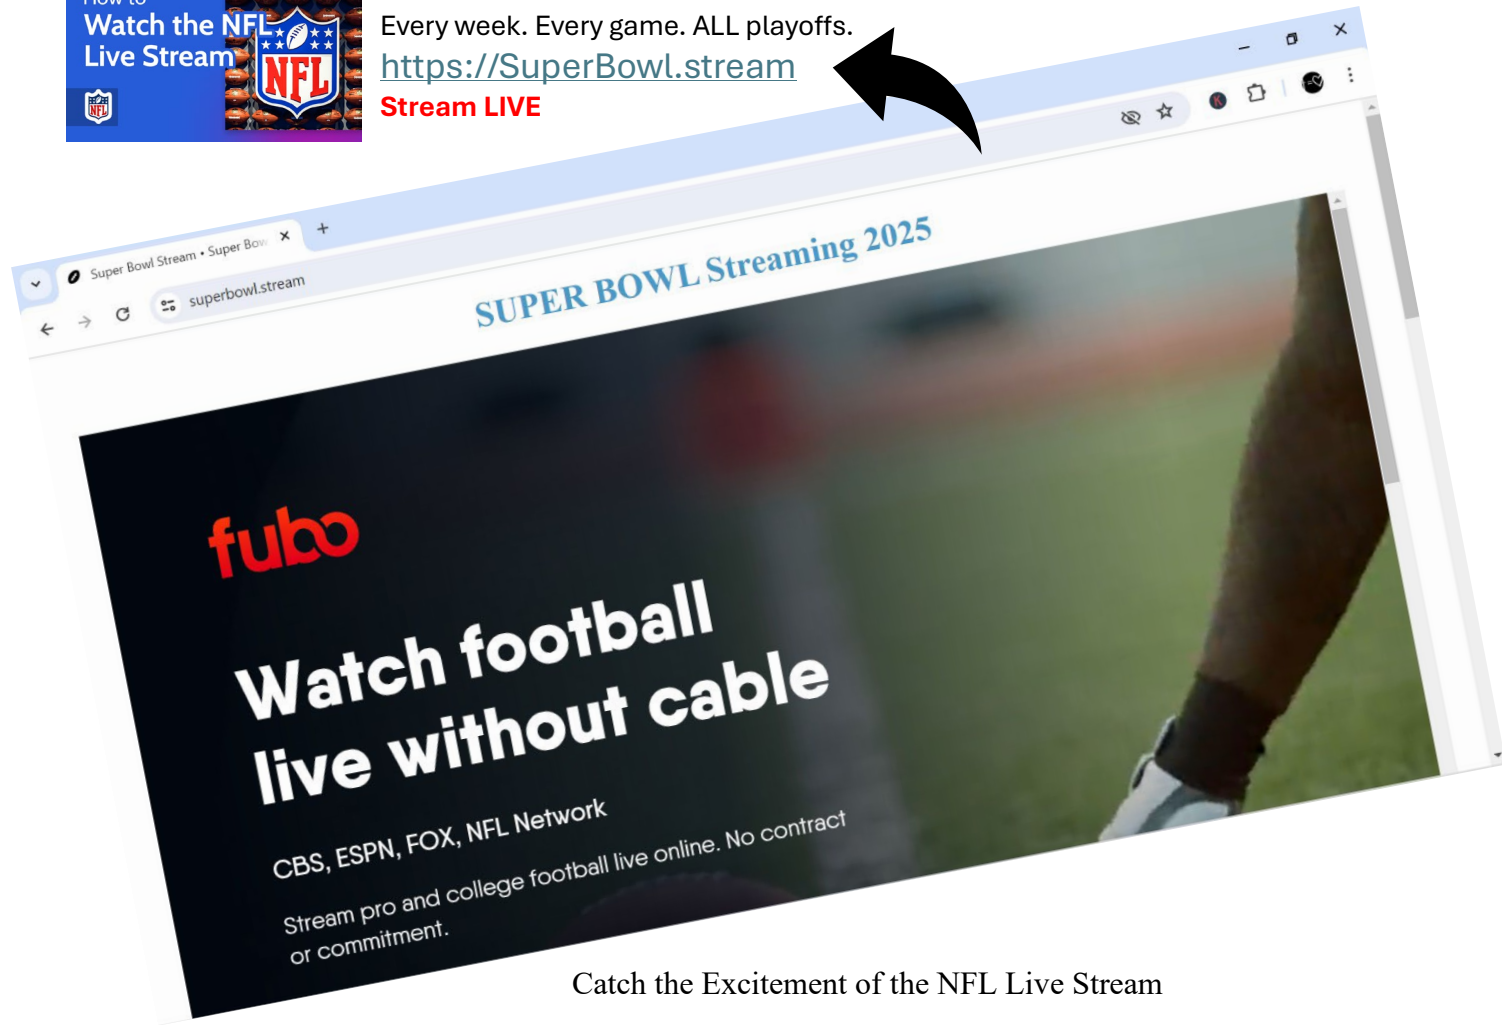 How to
Watch the NFL
Live Stream
NFL
NFL
Every week. Every game. ALL playoffs.
https://SuperBowl.stream
Stream LIVE
Super Bowl Stream • Super Bow
superbowl.stream
K
SUPER BOWL Streaming 2025
fubo
Watch football
live without cable
CBS, ESPN, FOX, NFL Network
Stream pro and college football live online. No contract
or commitment.
Catch the Excitement of the NFL Live Stream